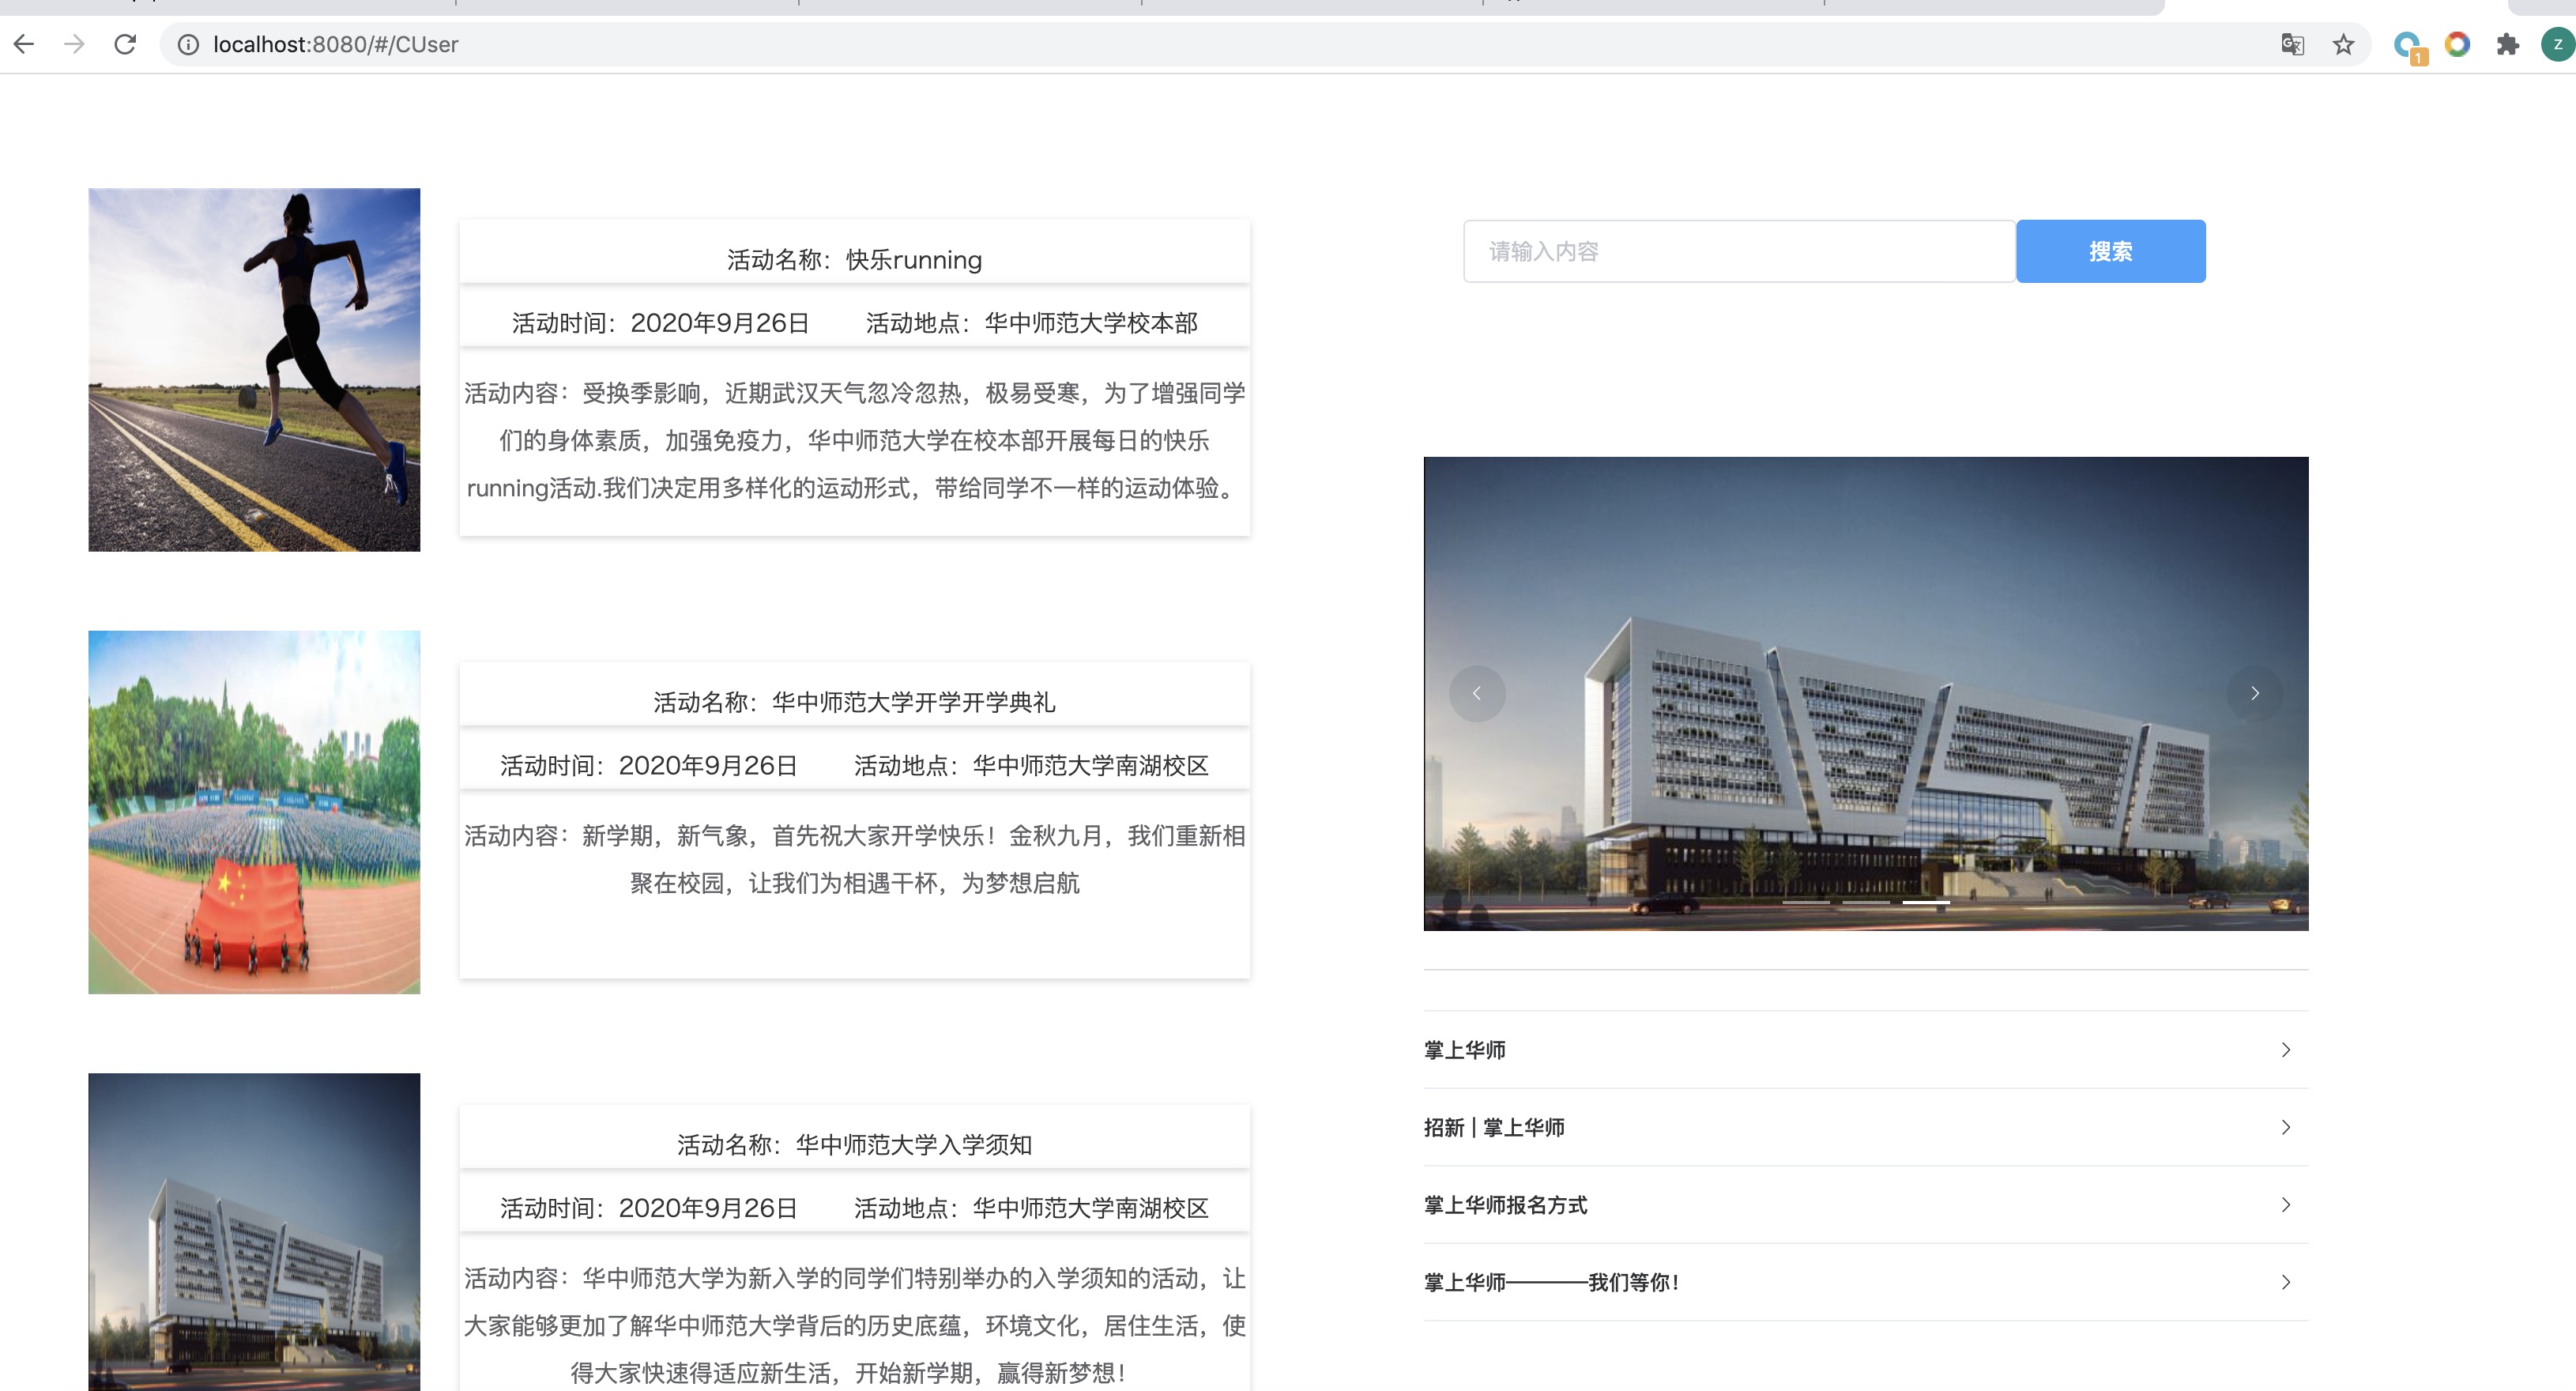 localhost:8080/#/CUser
1
Z
活动名称：快乐running
活动时间：2020年9月26日 活动地点：华中师范大学校本部
活动内容：受换季影响，近期武汉天气忽冷忽热，极易受寒，为了增强同学
们的身体素质，加强免疫力，华中师范大学在校本部开展每日的快乐
running活动.我们决定用多样化的运动形式，带给同学不一样的运动体验。
活动名称：华中师范大学开学开学典礼
活动时间：2020年9月26日 活动地点：华中师范大学南湖校区
活动内容：新学期，新气象，首先祝大家开学快乐！金秋九月，我们重新相
聚在校园，让我们为相遇干杯，为梦想启航
活动名称：华中师范大学入学须知
活动时间：2020年9月26日 活动地点：华中师范大学南湖校区
活动内容：华中师范大学为新入学的同学们特别举办的入学须知的活动，让
大家能够更加了解华中师范大学背后的历史底蕴，环境文化，居住生活，使
得大家快速得适应新生活，开始新学期，赢得新梦想！
请输入内容
搜索
掌上华师
招新 | 掌上华师
掌上华师报名方式
掌上华师————我们等你！